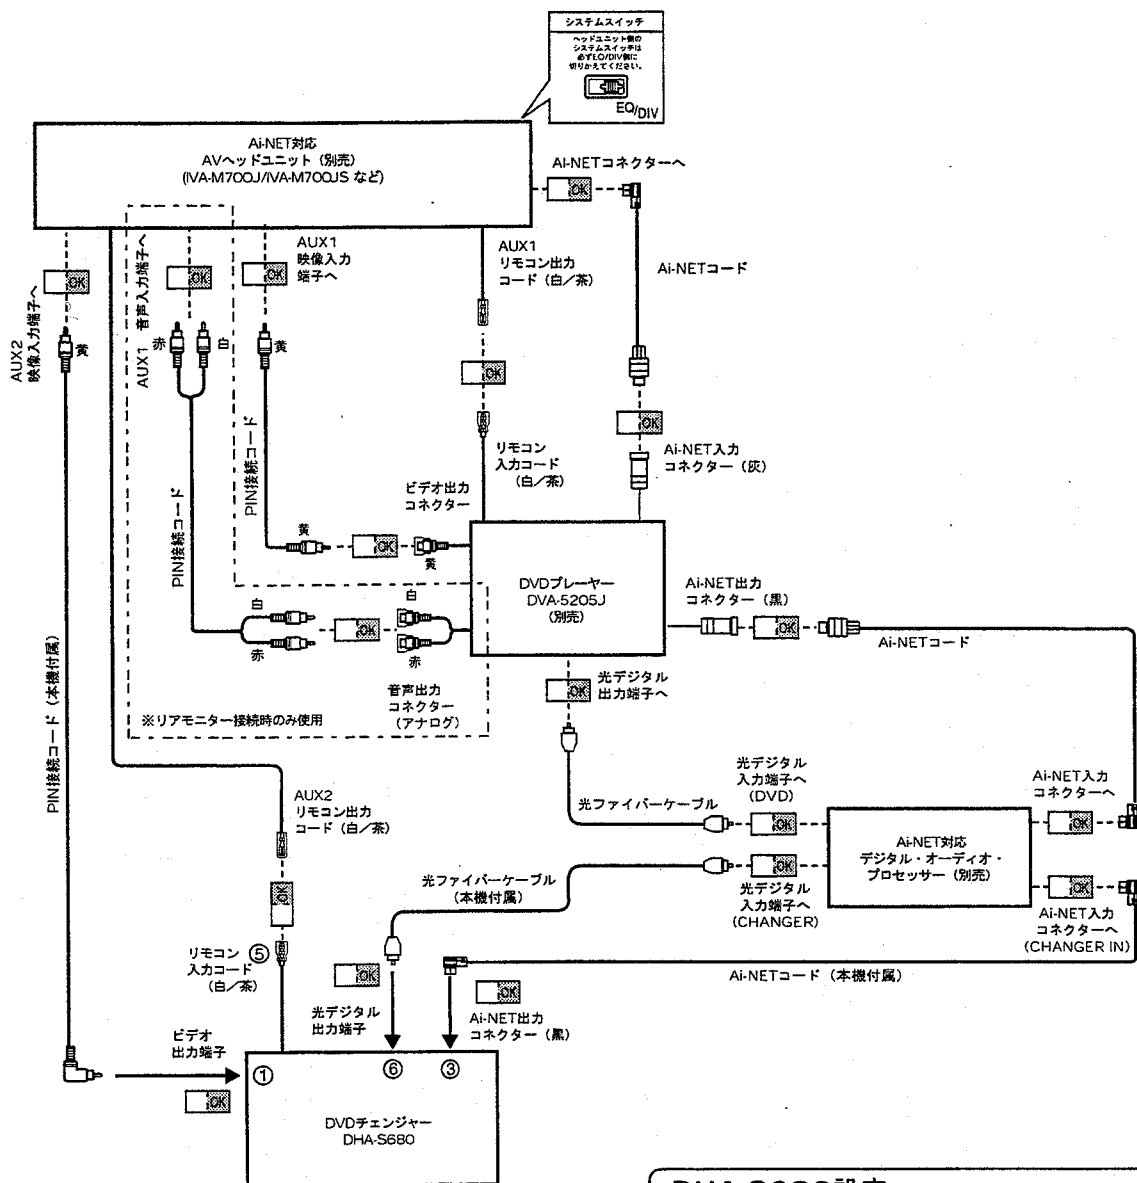 システムスイッチ
ヘッドユニット側の
システムスイッチは
必ずEQ/DIV側に
切りかえてください。
EQ/DIV
Ai-NET対応
AVヘッドユニット（別売）
(IVA-M700J/IVA-M700JS など)
Ai-NETコネクターへ
OK
Ai-NETコード
AUX2
映像入力端子へ
OK
黄
AUX1 音声入力端子へ
OK
赤
白
AUX1
映像入力
端子へ
OK
黄
AUX1
リモコン出力
コード（白／茶）
OK
リモコン
入力コード
（白／茶）
OK
Ai-NET入力
コネクター（灰）
PIN接続コード
PIN接続コード
ビデオ出力
コネクター
黄
OK
黄
DVDプレーヤー
DVA-5205J
（別売）
白
赤
OK
白
赤
音声出力
コネクター
（アナログ）
※リアモニター接続時のみ使用
Ai-NET出力
コネクター（黒）
OK
Ai-NETコード
OK
光デジタル
出力端子へ
PIN接続コード（本機付属）
光ファイバーケーブル
光デジタル
入力端子へ
(DVD)
OK
Ai-NET対応
デジタル・オーディオ・
プロセッサー（別売）
Ai-NET入力
コネクターへ
OK
AUX2
リモコン出力
コード（白／茶）
OK
光ファイバーケーブル
（本機付属）
OK
光デジタル
入力端子へ
(CHANGER)
OK
Ai-NET入力
コネクターへ
(CHANGER IN)
リモコン ⑤
入力コード
（白／茶）
OK
光デジタル
出力端子
OK
Ai-NET出力
コネクター（黒）
Ai-NETコード（本機付属）
ビデオ
出力端子
OK
①
⑥
③
DVDチェンジャー
DHA-S680